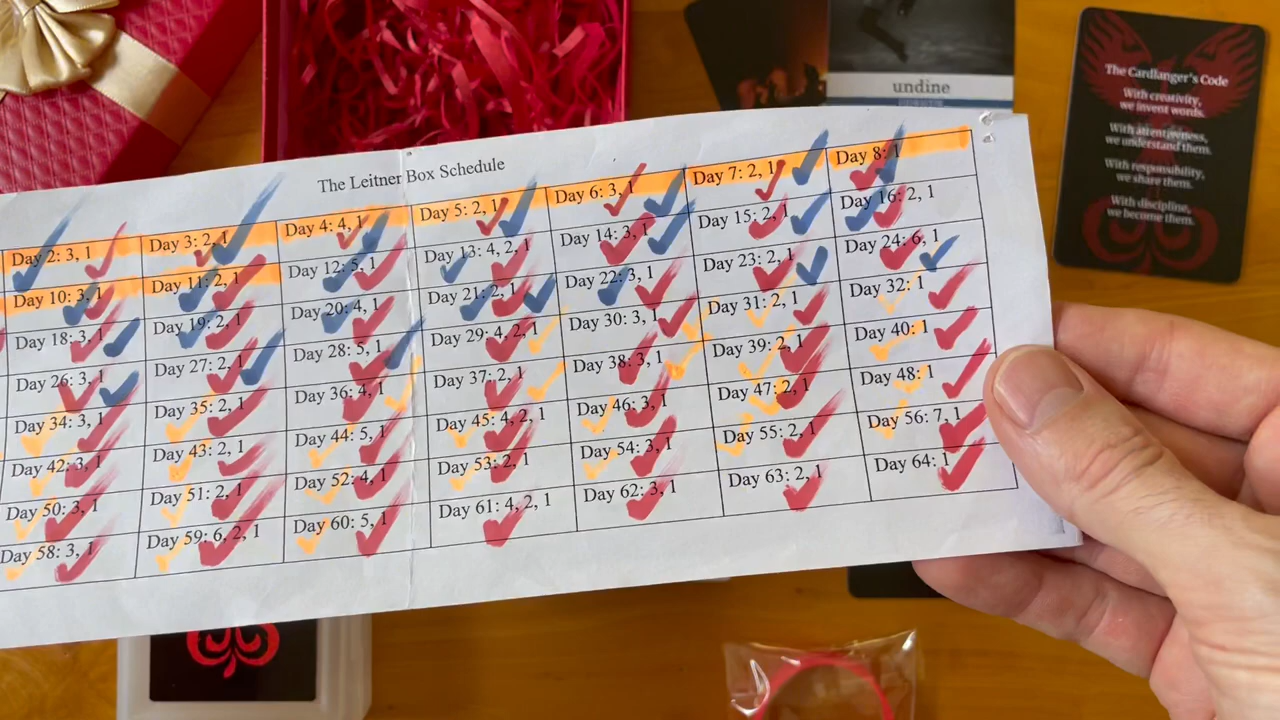 undine
The Cardlanger's Code
With creativity,
we invent words.
With attentiveness,
we understand them.
With responsibility,
we share them.
With discipline,
we become them.
The Leitner Box Schedule
Day 2: 3, 1 Day 3: 2, 1 Day 4: 4, 1 Day 5: 2, 1 Day 6: 3, 1 Day 7: 2, 1 Day 8: 1
Day 10: 3, 1 Day 11: 2, 1 Day 12: 5, 1 Day 13: 4, 2, 1 Day 14: 3, 1 Day 15: 2, 1 Day 16: 2, 1
Day 18: 3, 1 Day 19: 2, 1 Day 20: 4, 1 Day 21: 2, 1 Day 22: 3, 1 Day 23: 2, 1 Day 24: 6, 1
Day 26: 3, 1 Day 27: 2, 1 Day 28: 5, 1 Day 29: 4, 2, 1 Day 30: 3, 1 Day 31: 2, 1 Day 32: 1
Day 34: 3, 1 Day 35: 2, 1 Day 36: 4, 1 Day 37: 2, 1 Day 38: 3, 1 Day 39: 2, 1 Day 40: 1
Day 42: 3, 1 Day 43: 2, 1 Day 44: 5, 1 Day 45: 4, 2, 1 Day 46: 3, 1 Day 47: 2, 1 Day 48: 1
Day 50: 3, 1 Day 51: 2, 1 Day 52: 4, 1 Day 53: 2, 1 Day 54: 3, 1 Day 55: 2, 1 Day 56: 7, 1
Day 58: 3, 1 Day 59: 6, 2, 1 Day 60: 5, 1 Day 61: 4, 2, 1 Day 62: 3, 1 Day 63: 2, 1 Day 64: 1